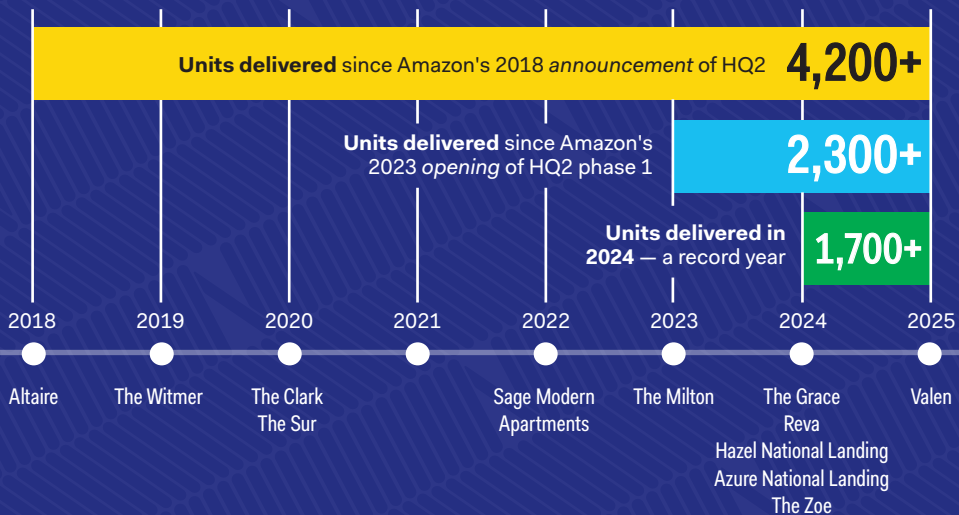 Units delivered since Amazon's 2018 announcement of HQ2 4,200+
Units delivered since Amazon's
2023 opening of HQ2 phase 1
2,300+
Units delivered in
2024 — a record year
1,700+
2018 2019 2020 2021 2022 2023 2024 2025
Altaire
The Witmer
The Clark
The Sur
Sage Modern
Apartments
The Milton
The Grace
Reva
Hazel National Landing
Azure National Landing
The Zoe
Valen